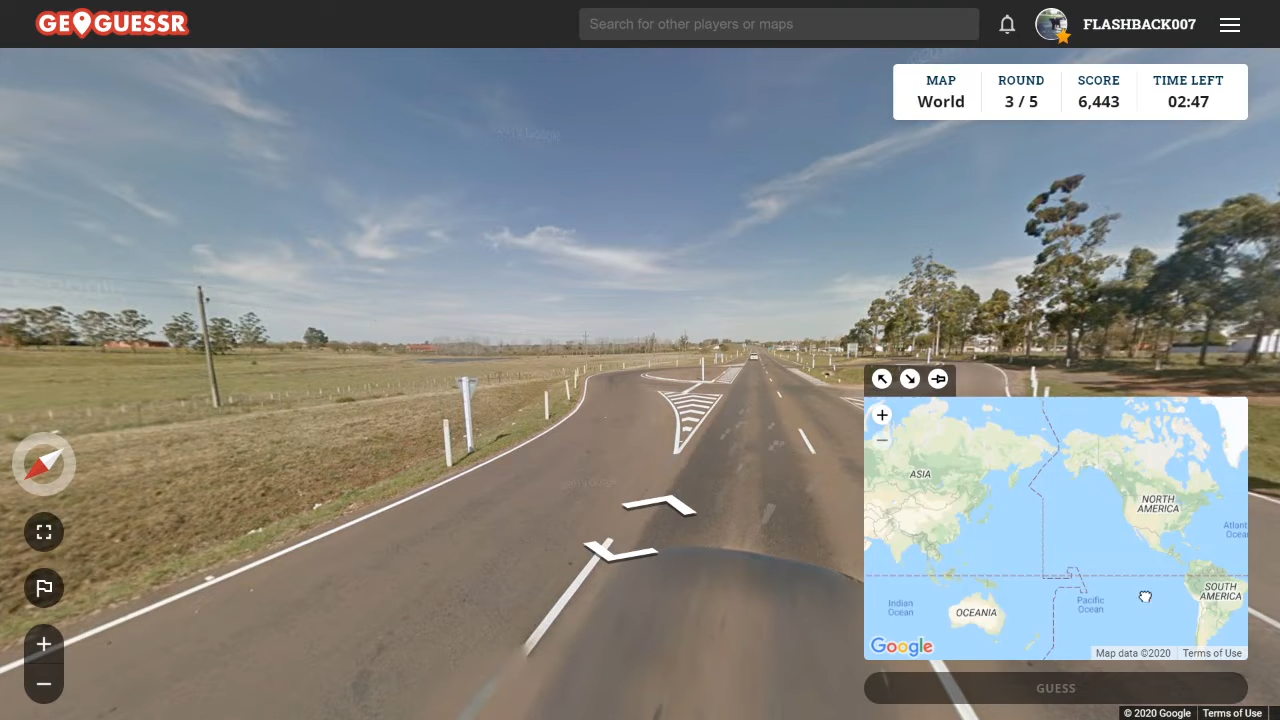 GEOGUESSR
Search for other players or maps
FLASHBACK007
MAP
World
ROUND
3 / 5
SCORE
6,443
TIME LEFT
02:47
ASIA
NORTH
AMERICA
Atlant
Ocea
SOUTH
AMERICA
Pacific
Ocean
Indian
Ocean
OCEANIA
Google
Map data ©2020
Terms of Use
GUESS
© 2020 Google
Terms of Use